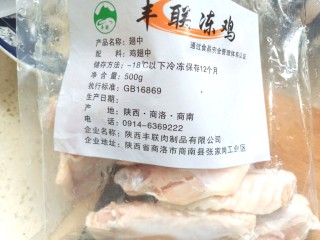 丰联冻鸡
通过食品安全管理体系认证
产品名称：翅中
配料：鸡翅中
储存方法：-18℃以下冷冻保存12个月
净含量：500g
执行标准：GB16869
生产日期：
产地：陕西·商洛·商南
电话：0914-6369222
企业名称：陕西丰联肉制品有限公司
企业地址：陕西省商洛市商南县张家岗工业区